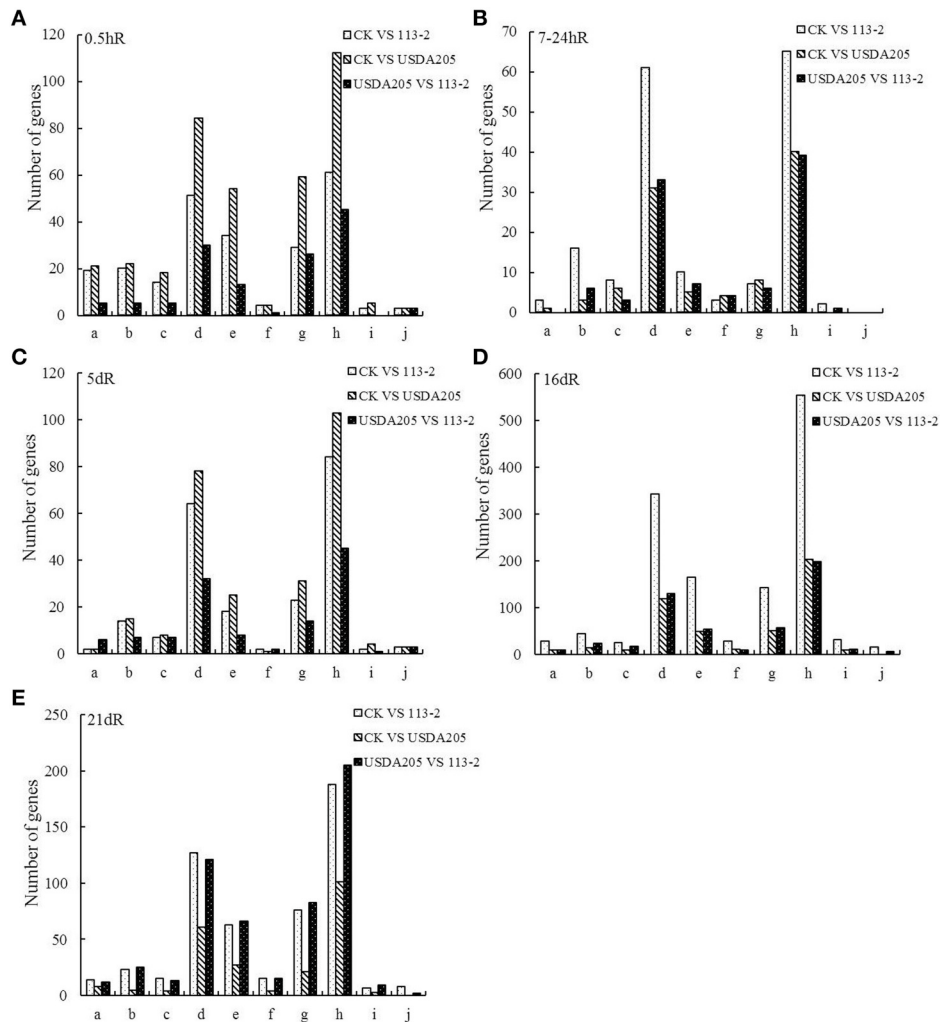 A
0.5hR
CK VS 113-2
CK VS USDA205
USDA205 VS 113-2
Number of genes
120
100
80
60
40
20
0
a b c d e f g h i j
B
7-24hR
CK VS 113-2
CK VS USDA205
USDA205 VS 113-2
Number of genes
70
60
50
40
30
20
10
0
a b c d e f g h i j
C
5dR
CK VS 113-2
CK VS USDA205
USDA205 VS 113-2
Number of genes
120
100
80
60
40
20
0
a b c d e f g h i j
D
16dR
CK VS 113-2
CK VS USDA205
USDA205 VS 113-2
Number of genes
600
500
400
300
200
100
0
a b c d e f g h i j
E
21dR
CK VS 113-2
CK VS USDA205
USDA205 VS 113-2
Number of genes
250
200
150
100
50
0
a b c d e f g h i j